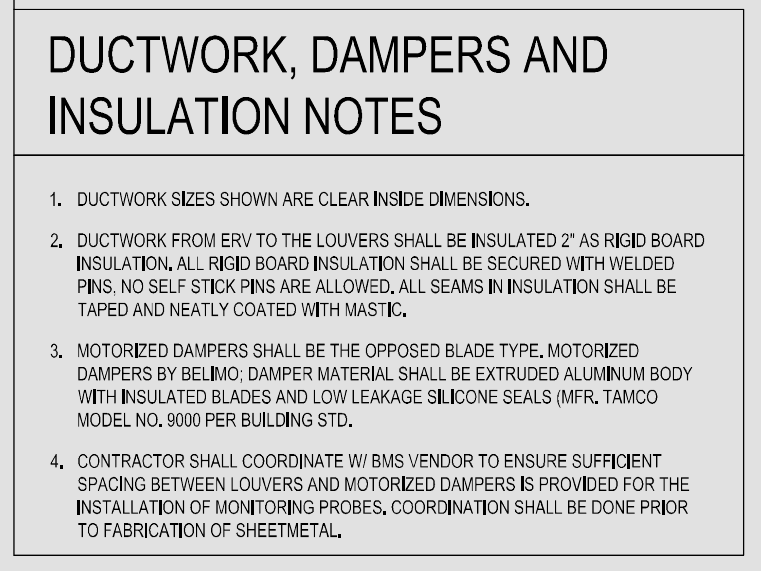 DUCTWORK, DAMPERS AND
INSULATION NOTES
1. DUCTWORK SIZES SHOWN ARE CLEAR INSIDE DIMENSIONS.
2. DUCTWORK FROM ERV TO THE LOUVERS SHALL BE INSULATED 2" AS RIGID BOARD
INSULATION. ALL RIGID BOARD INSULATION SHALL BE SECURED WITH WELDED
PINS, NO SELF STICK PINS ARE ALLOWED. ALL SEAMS IN INSULATION SHALL BE
TAPED AND NEATLY COATED WITH MASTIC.
3. MOTORIZED DAMPERS SHALL BE THE OPPOSED BLADE TYPE. MOTORIZED
DAMPERS BY BELIMO; DAMPER MATERIAL SHALL BE EXTRUDED ALUMINUM BODY
WITH INSULATED BLADES AND LOW LEAKAGE SILICONE SEALS (MFR. TAMCO
MODEL NO. 9000 PER BUILDING STD.
4. CONTRACTOR SHALL COORDINATE W/ BMS VENDOR TO ENSURE SUFFICIENT
SPACING BETWEEN LOUVERS AND MOTORIZED DAMPERS IS PROVIDED FOR THE
INSTALLATION OF MONITORING PROBES. COORDINATION SHALL BE DONE PRIOR
TO FABRICATION OF SHEETMETAL.